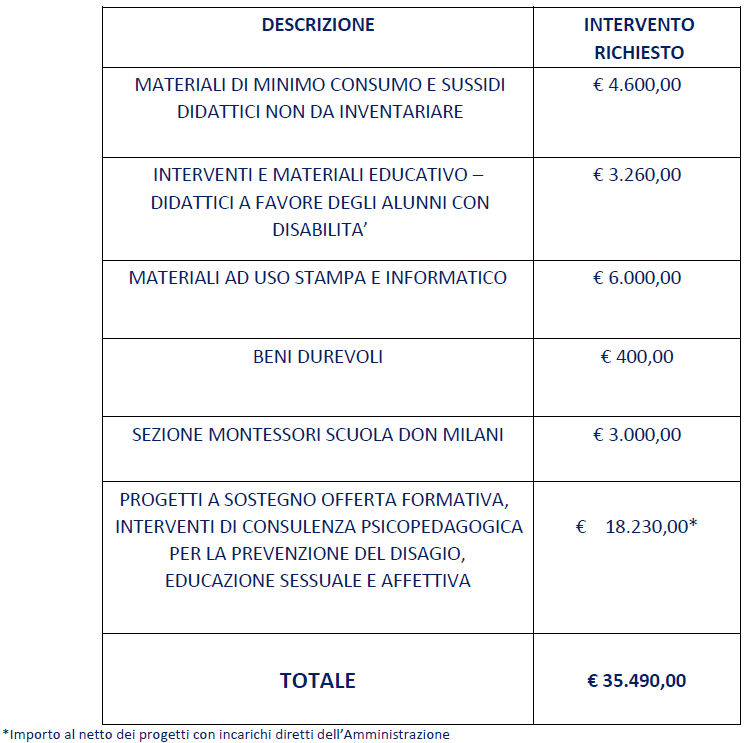 DESCRIZIONE
INTERVENTO
RICHIESTO
MATERIALI DI MINIMO CONSUMO E SUSSIDI
DIDATTICI NON DA INVENTARIARE
€ 4.600,00
INTERVENTI E MATERIALI EDUCATIVO –
DIDATTICI A FAVORE DEGLI ALUNNI CON
DISABILITA’
€ 3.260,00
MATERIALI AD USO STAMPA E INFORMATICO
€ 6.000,00
BENI DUREVOLI
€ 400,00
SEZIONE MONTESSORI SCUOLA DON MILANI
€ 3.000,00
PROGETTI A SOSTEGNO OFFERTA FORMATIVA,
INTERVENTI DI CONSULENZA PSICOPEDAGOGICA
PER LA PREVENZIONE DEL DISAGIO,
EDUCAZIONE SESSUALE E AFFETTIVA
€ 18.230,00*
TOTALE
€ 35.490,00
*Importo al netto dei progetti con incarichi diretti dell’Amministrazione